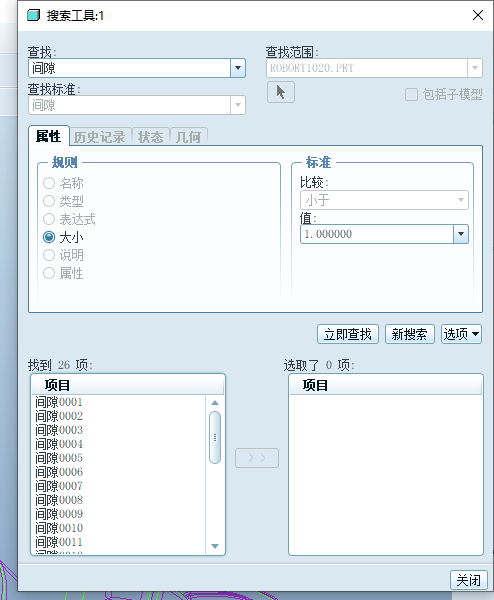 搜索工具:1
查找:
间隙
查找范围:
ROBORT1020.PRT
查找标准:
间隙
包括子模型
属性 历史记录 状态 几何
规则
名称
类型
表达式
大小
说明
属性
标准
比较:
小于
值:
1.000000
立即查找 新搜索 选项
找到 26 项:
项目
间隙0001
间隙0002
间隙0003
间隙0004
间隙0005
间隙0006
间隙0007
间隙0008
间隙0009
间隙0010
间隙0011
>>
选取了 0 项:
项目
关闭